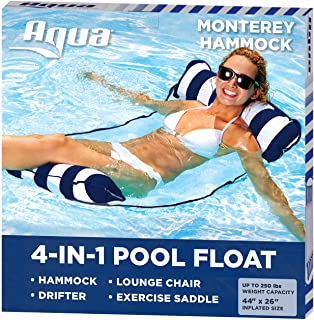 Aqua
MONTEREY
HAMMOCK
4-IN-1 POOL FLOAT
• HAMMOCK • LOUNGE CHAIR
• DRIFTER • EXERCISE SADDLE
UP TO 250 lbs
WEIGHT CAPACITY
44" x 26"
INFLATED SIZE